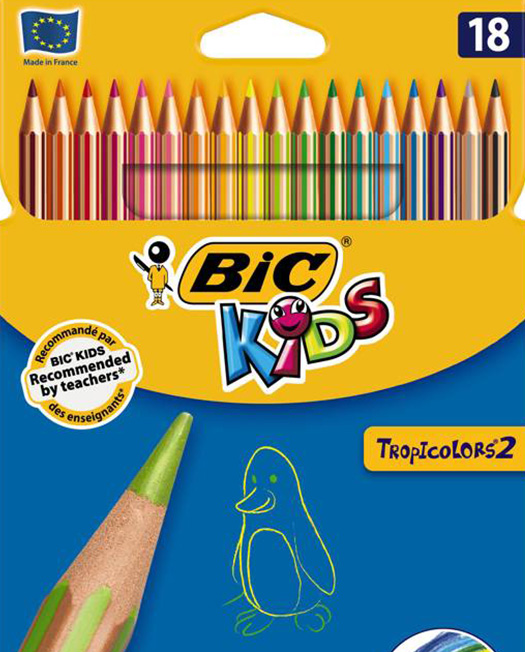 Made in France
18
BiC®
KiDS
Recommandé par
BIC® KIDS
Recommended
by teachers*
des enseignants*
TROPICOLORS®2